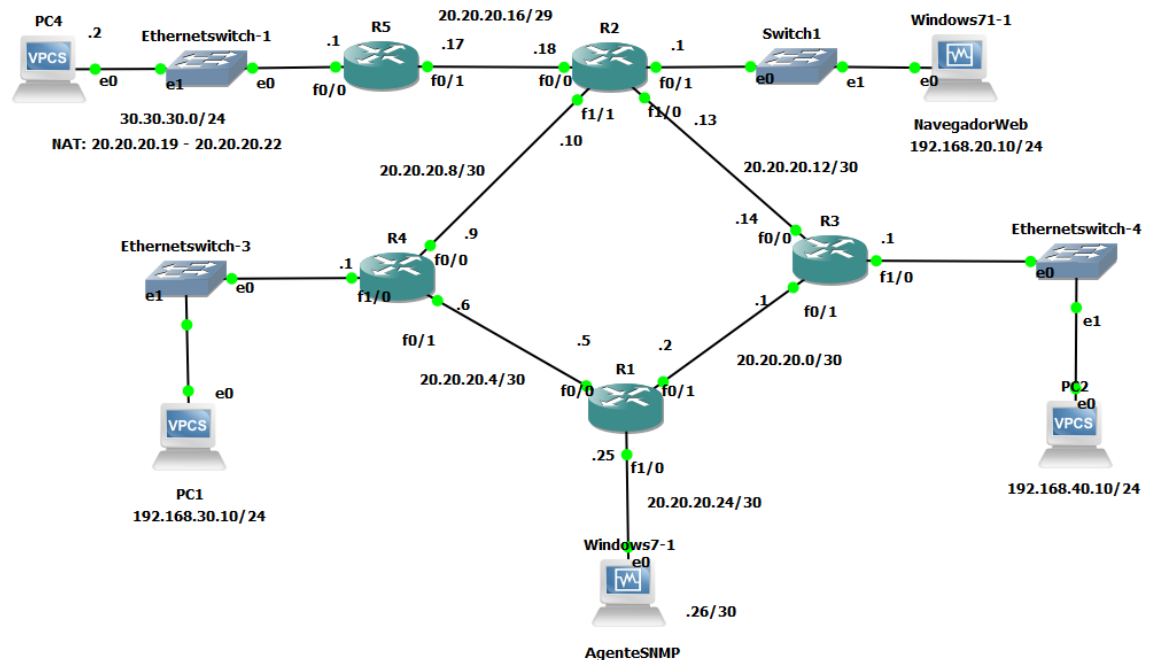 PC4
.2
VPCS
e0
Ethernetswitch-1
e1
e0
30.30.30.0/24
NAT: 20.20.20.19 - 20.20.20.22
R5
.1
.17
f0/0
f0/1
20.20.20.16/29
R2
.18
.1
f0/0
f0/1
f1/1
f1/0
.10
.13
Switch1
e0
e1
Windows71-1
e0
NavegadorWeb
192.168.20.10/24
20.20.20.8/30
20.20.20.12/30
Ethernetswitch-3
e1
e0
.9
R4
.1
f0/0
f1/0
.6
f0/1
.14
R3
f0/0
.1
f1/0
.1
f0/1
Ethernetswitch-4
e0
e1
20.20.20.4/30
20.20.20.0/30
.5
R1
.2
f0/0
f0/1
.25
f1/0
e0
VPCS
PC1
192.168.30.10/24
PC2
e0
VPCS
192.168.40.10/24
20.20.20.24/30
Windows7-1
e0
.26/30
AgenteSNMP